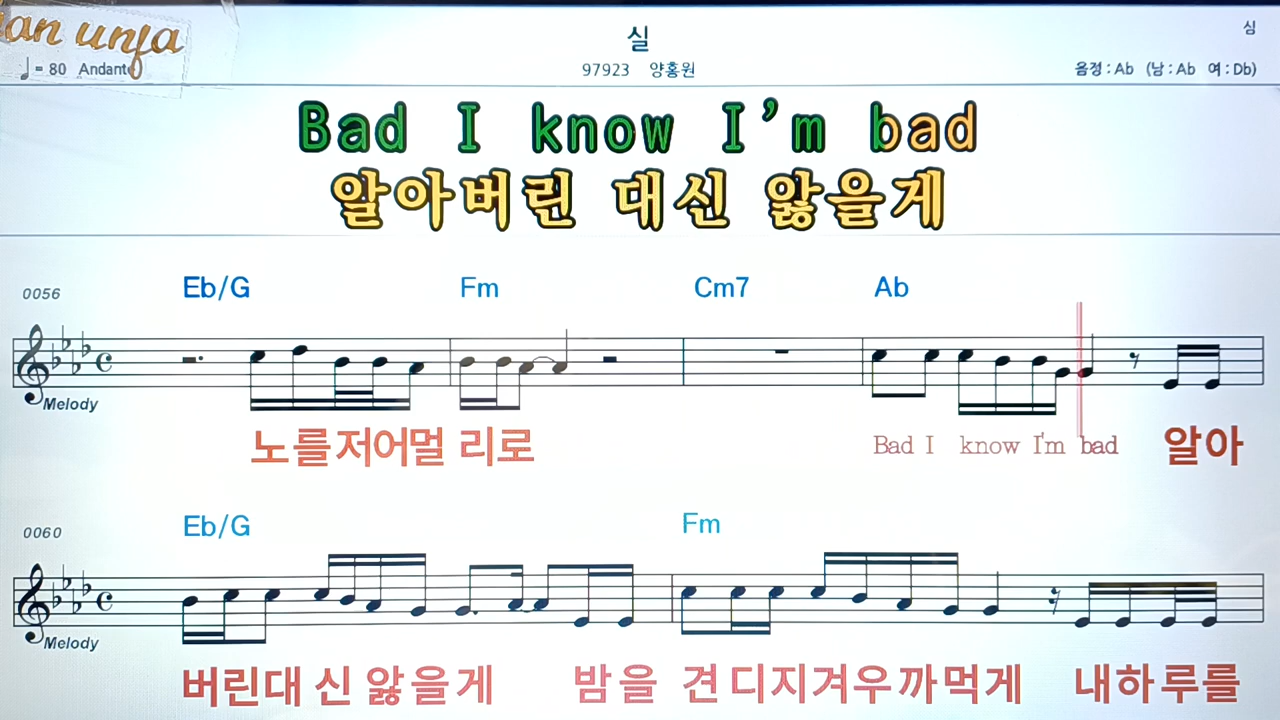 실
심
♩= 80 Andante
97923 양홍원
음정 : Ab (남 : Ab 여 : Db)
Bad I know I'm bad
알아버린 대신 앓을게
0056
Eb/G Fm Cm7 Ab
Melody
노를저어멀 리로 Bad I know I'm bad 알아
0060
Eb/G Fm
Melody
버린대 신 앓을게 밤을 견디지겨우까먹게 내하루를